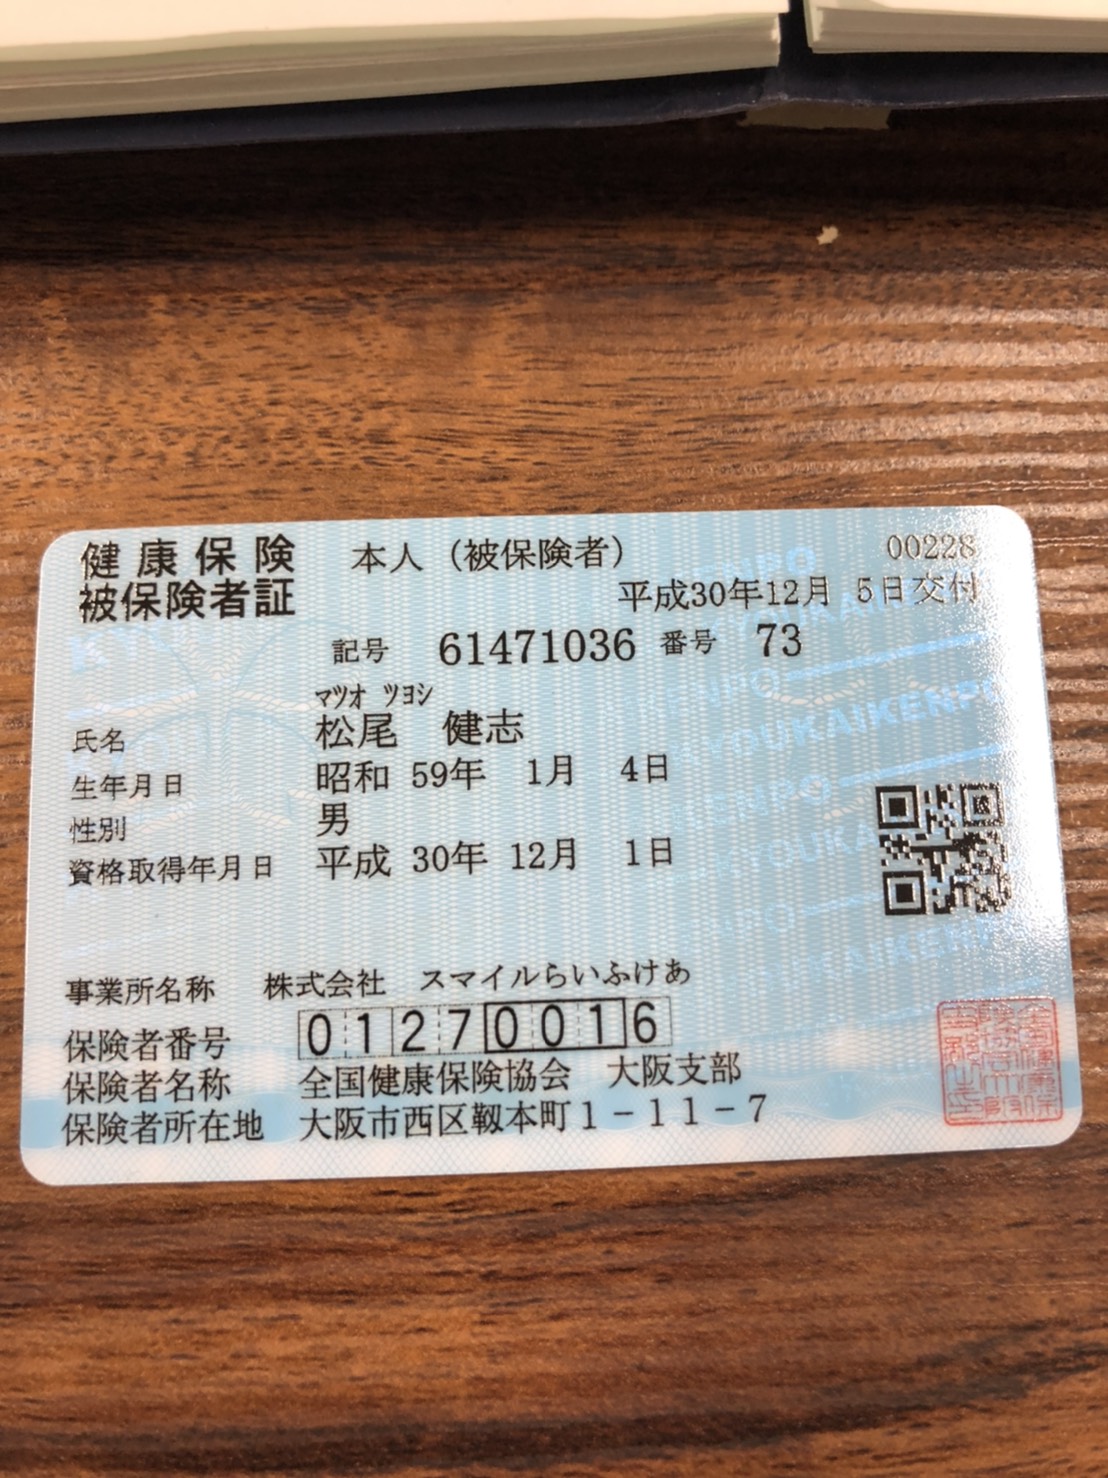 健康保険 本人（被保険者） 00228
被保険者証 平成30年12月 5日交付
記号 61471036 番号 73
ﾏﾂｵ ﾂﾖｼ
氏名 松尾 健志
生年月日 昭和 59年 1月 4日
性別 男
資格取得年月日 平成 30年 12月 1日
事業所名称 株式会社 スマイルらいふけあ
保険者番号 01270016
保険者名称 全国健康保険協会 大阪支部
保険者所在地 大阪市西区靱本町１－１１－７